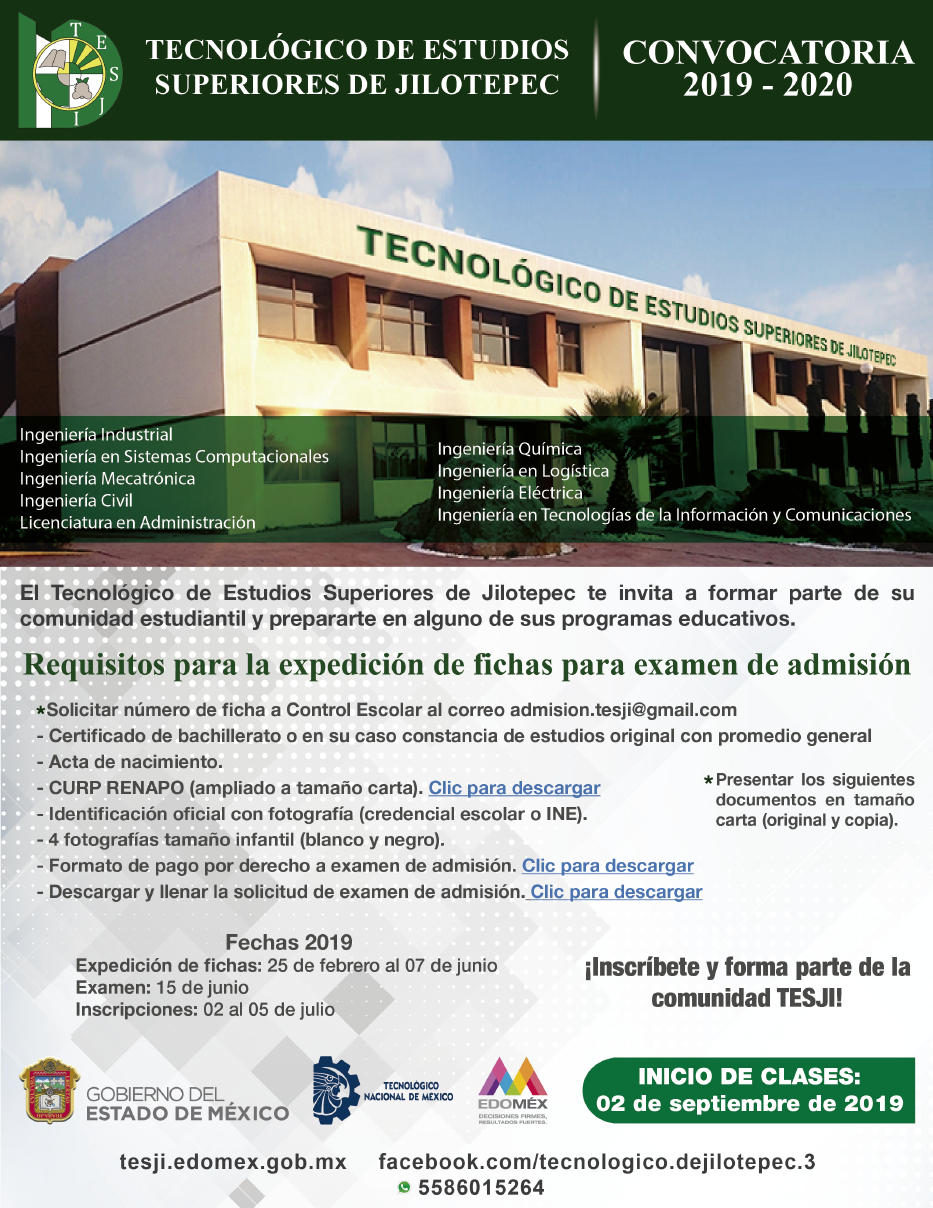 T E S J I
TECNOLÓGICO DE ESTUDIOS
SUPERIORES DE JILOTEPEC
CONVOCATORIA
2019 - 2020
TECNOLÓGICO DE ESTUDIOS SUPERIORES DE JILOTEPEC
Ingeniería Industrial
Ingeniería en Sistemas Computacionales
Ingeniería Mecatrónica
Ingeniería Civil
Licenciatura en Administración
Ingeniería Química
Ingeniería en Logística
Ingeniería Eléctrica
Ingeniería en Tecnologías de la Información y Comunicaciones
El Tecnológico de Estudios Superiores de Jilotepec te invita a formar parte de su
comunidad estudiantil y prepararte en alguno de sus programas educativos.
Requisitos para la expedición de fichas para examen de admisión
*Solicitar número de ficha a Control Escolar al correo admision.tesji@gmail.com
- Certificado de bachillerato o en su caso constancia de estudios original con promedio general
- Acta de nacimiento.
- CURP RENAPO (ampliado a tamaño carta). Clic para descargar
- Identificación oficial con fotografía (credencial escolar o INE).
- 4 fotografías tamaño infantil (blanco y negro).
- Formato de pago por derecho a examen de admisión. Clic para descargar
- Descargar y llenar la solicitud de examen de admisión. Clic para descargar
* Presentar los siguientes
documentos en tamaño
carta (original y copia).
Fechas 2019
Expedición de fichas: 25 de febrero al 07 de junio
Examen: 15 de junio
Inscripciones: 02 al 05 de julio
¡Inscríbete y forma parte de la
comunidad TESJI!
GOBIERNO DEL
ESTADO DE MÉXICO
TECNOLÓGICO
NACIONAL DE MÉXICO
EDOMÉX
DECISIONES FIRMES,
RESULTADOS FUERTES.
INICIO DE CLASES:
02 de septiembre de 2019
tesji.edomex.gob.mx facebook.com/tecnologico.dejilotepec.3
5586015264